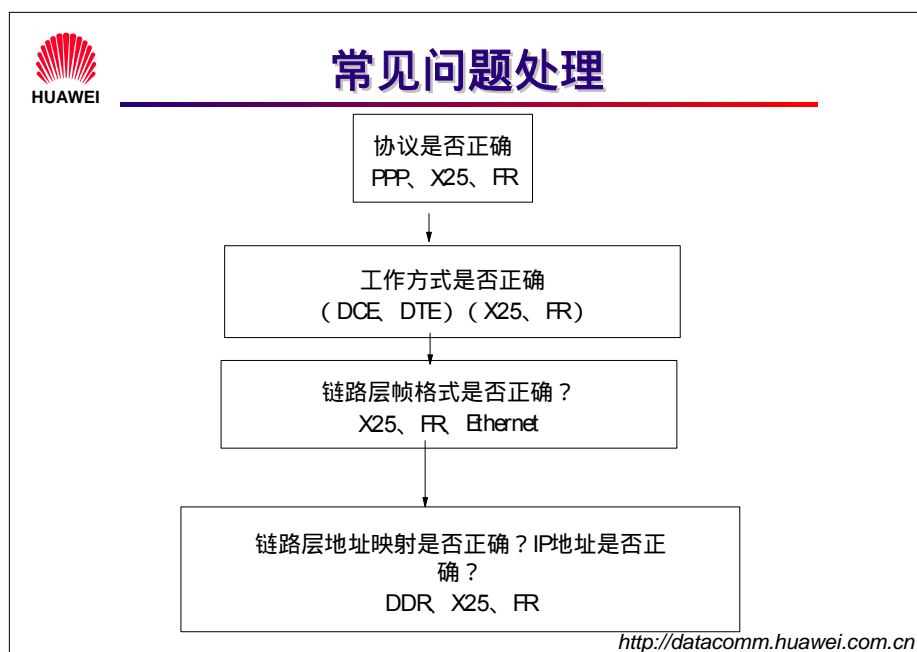 HUAWEI
常见问题处理
协议是否正确
PPP、X25、FR
工作方式是否正确
（DCE、DTE）（X25、FR）
链路层帧格式是否正确？
X25、FR、Ethernet
链路层地址映射是否正确？IP地址是否正
确？
DDR、X25、FR
http://datacomm.huawei.com.cn